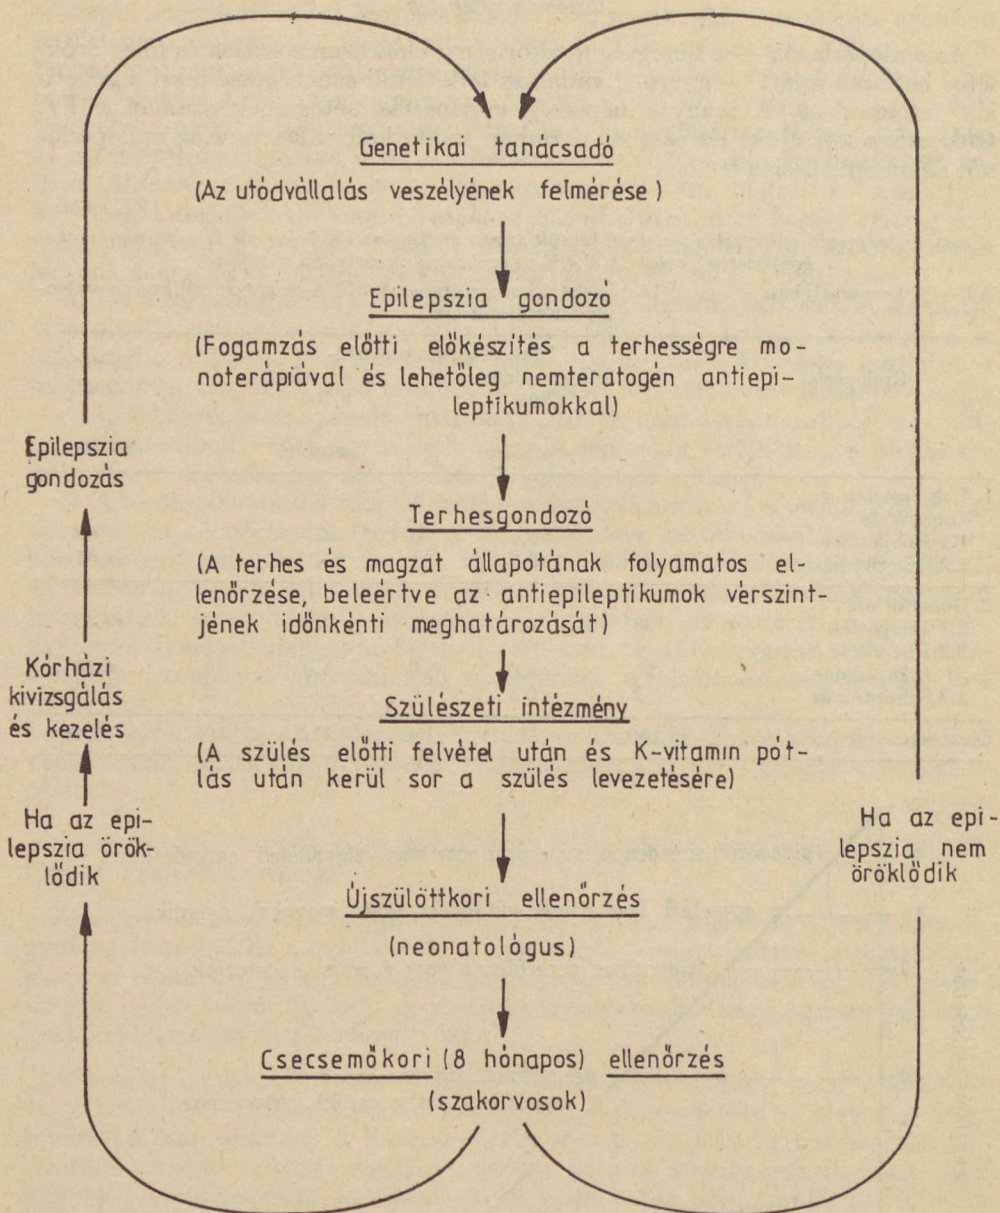 Genetikai tanácsadó
(Az utódvállalás veszélyének felmérése)
Epilepszia gondozó
(Fogamzás előtti előkészítés a terhességre mo-
noterápiával és lehetőleg nemteratogén antiepi-
leptikumokkal)
Terhesgondozó
(A terhes és magzat állapotának folyamatos el-
lenőrzése, beleértve az antiepileptikumok vérszint-
jének időnkénti meghatározását)
Szülészeti intézmény
(A szülés előtti felvétel után és K-vitamin pót-
lás után kerül sor a szülés levezetésére)
Újszülöttkori ellenőrzés
(neonatológus)
Csecsemőkori (8 hónapos) ellenőrzés
(szakorvosok)
Ha az epi-
lepszia örök-
lődik
Kórházi
kivizsgálás
és kezelés
Epilepszia
gondozás
Ha az epi-
lepszia nem
öröklődik